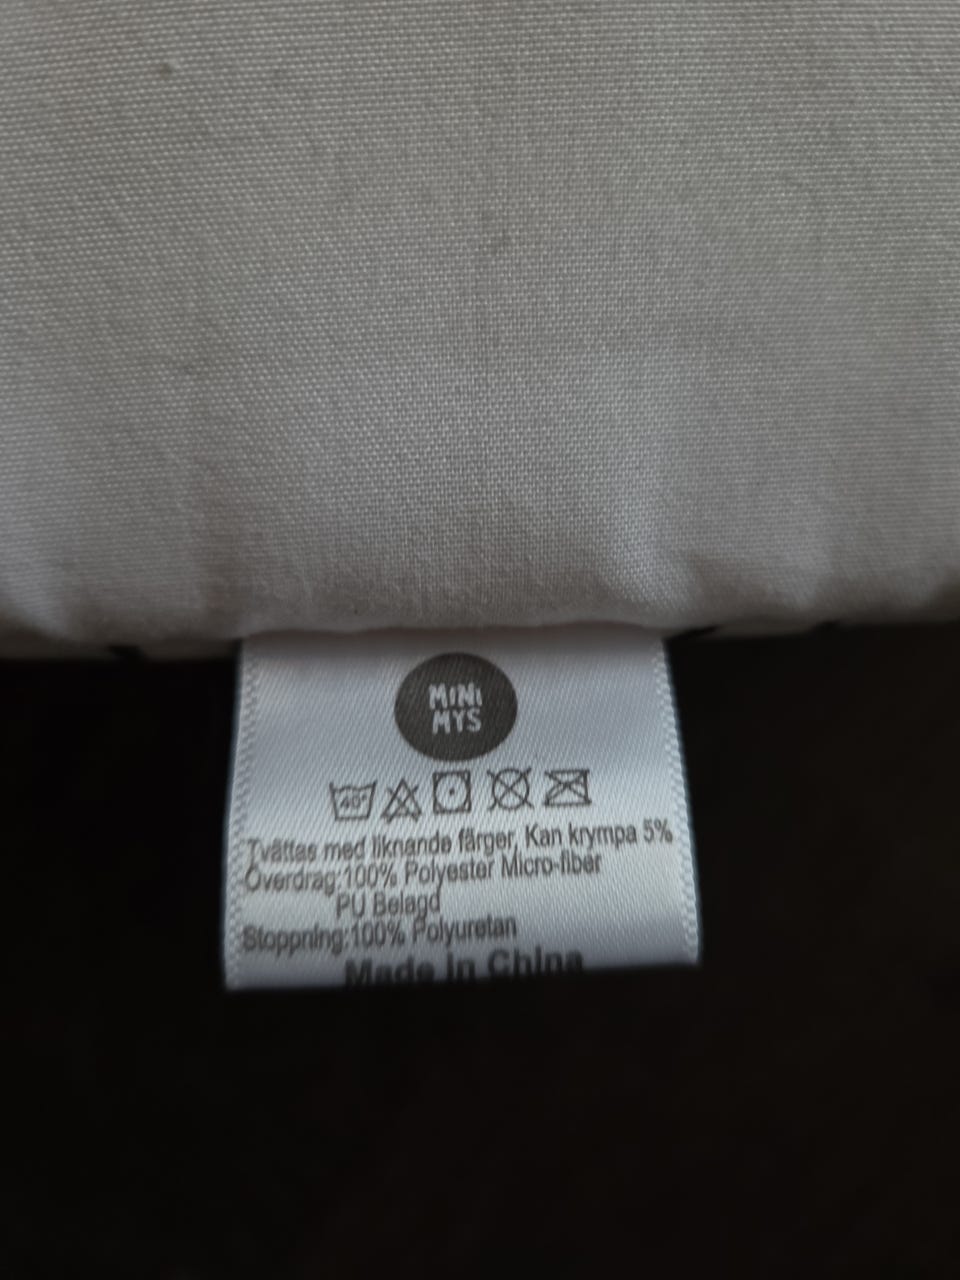 MINI
MYS
40°
Tvättas med liknande färger, Kan krympa 5%
Överdrag:100% Polyester Micro-fiber
PU Belagd
Stoppning:100% Polyuretan
Made in China